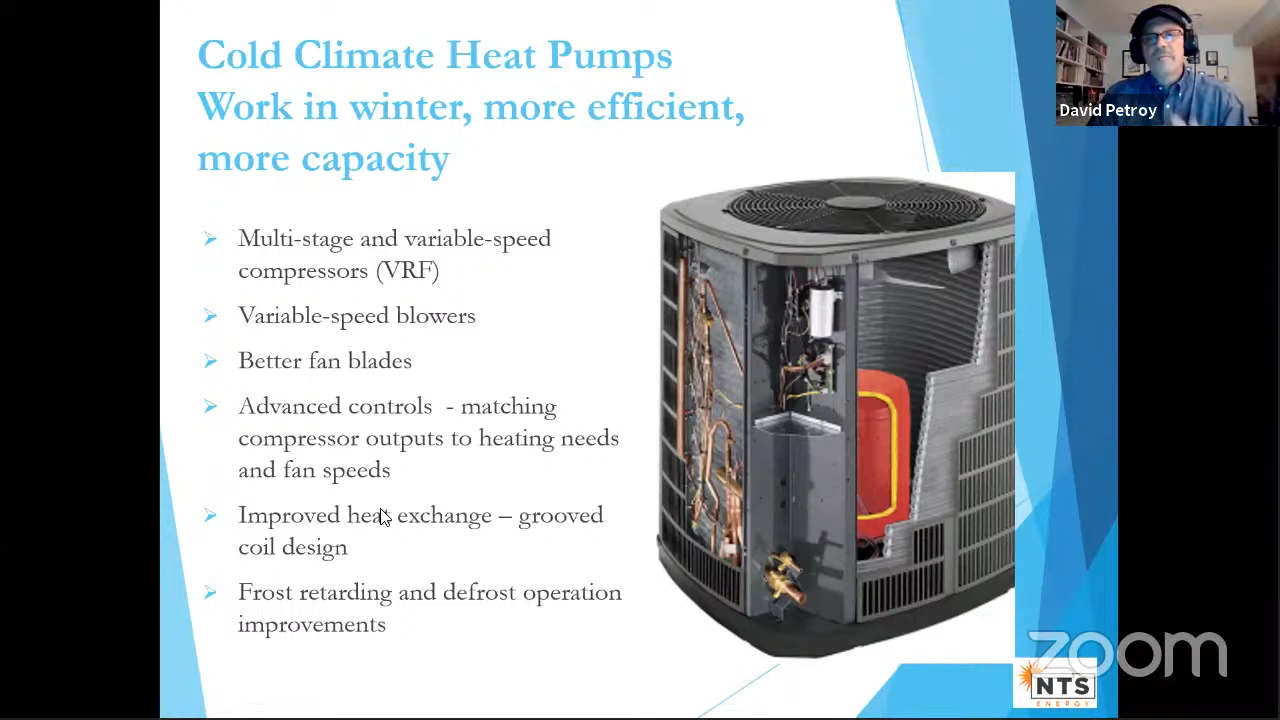 Cold Climate Heat Pumps
Work in winter, more efficient,
more capacity
Multi-stage and variable-speed
compressors (VRF)
Variable-speed blowers
Better fan blades
Advanced controls - matching
compressor outputs to heating needs
and fan speeds
Improved heat exchange – grooved
coil design
Frost retarding and defrost operation
improvements
David Petroy
zoom
NTS
ENERGY